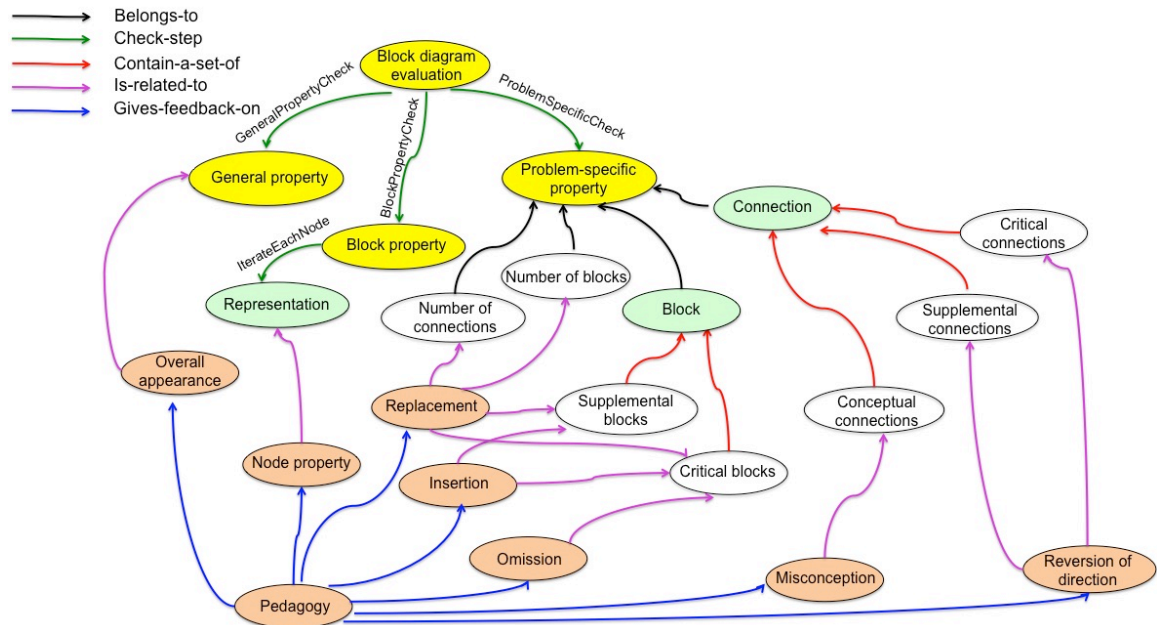 Belongs-to
Check-step
Contain-a-set-of
Is-related-to
Gives-feedback-on
Block diagram
evaluation
GeneralPropertyCheck
BlockPropertyCheck
ProblemSpecificCheck
General property
Problem-specific
property
Connection
Critical
connections
IterateEachNode
Block property
Number of blocks
Representation
Number of
connections
Block
Supplemental
connections
Overall
appearance
Replacement
Supplemental
blocks
Conceptual
connections
Node property
Insertion
Critical blocks
Omission
Misconception
Reversion of
direction
Pedagogy